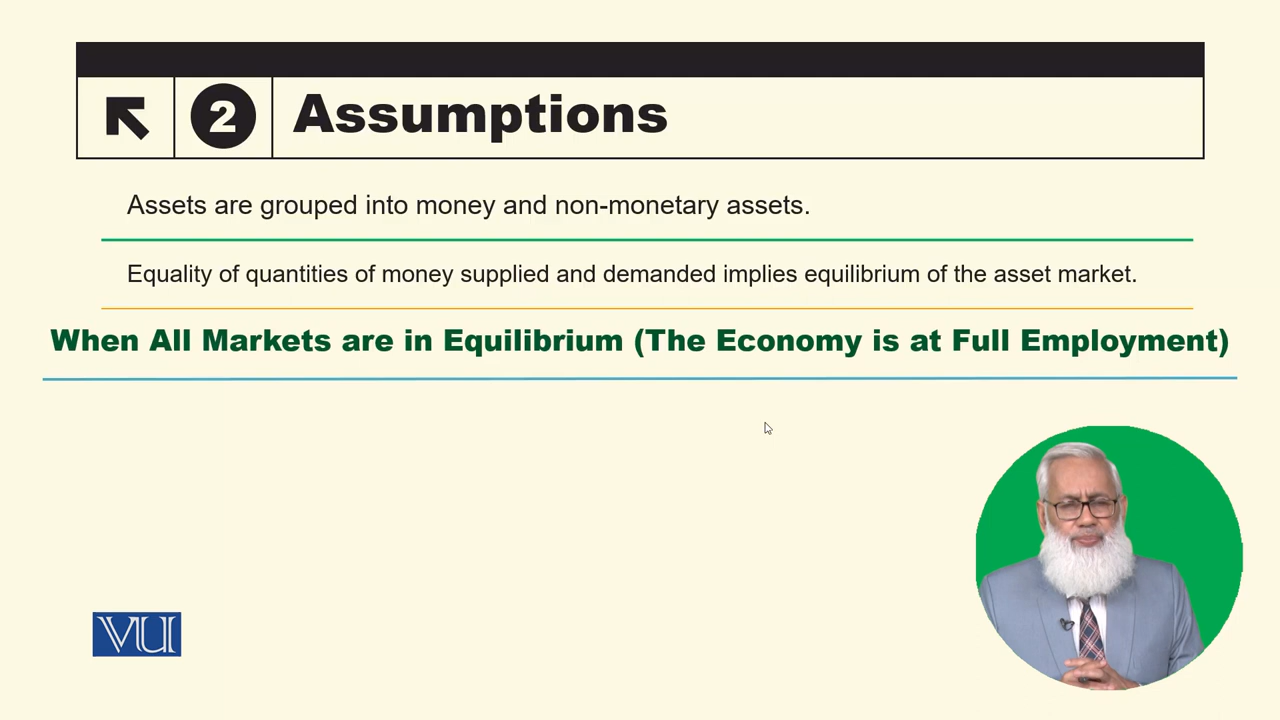 2 Assumptions
Assets are grouped into money and non-monetary assets.
Equality of quantities of money supplied and demanded implies equilibrium of the asset market.
When All Markets are in Equilibrium (The Economy is at Full Employment)
VU